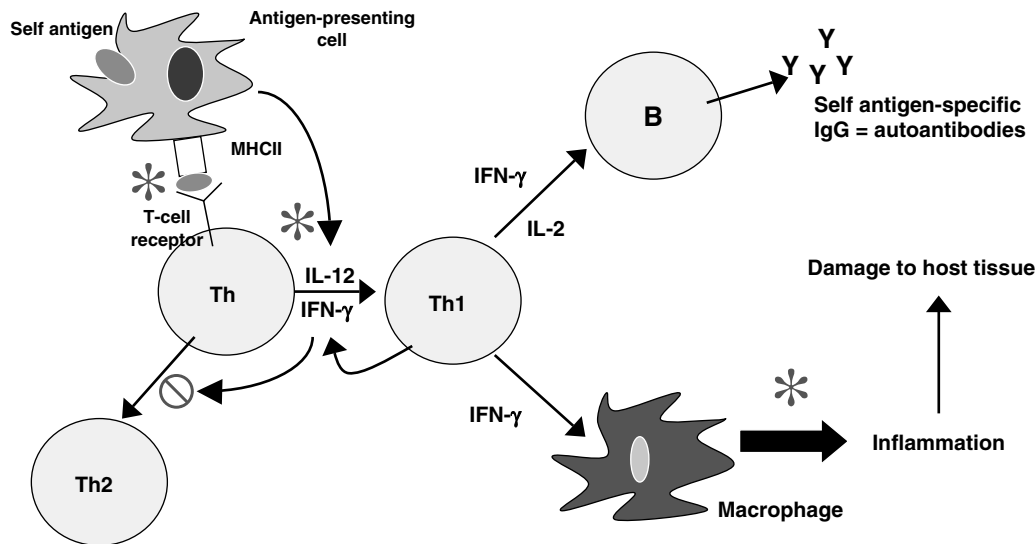 Self antigen
Antigen-presenting
cell
MHCII
T-cell
receptor
Th
IL-12
IFN-γ
Th1
Th2
IFN-γ
IL-2
B
Y
Y Y Y
Self antigen-specific
IgG = autoantibodies
IFN-γ
Macrophage
Inflammation
Damage to host tissue